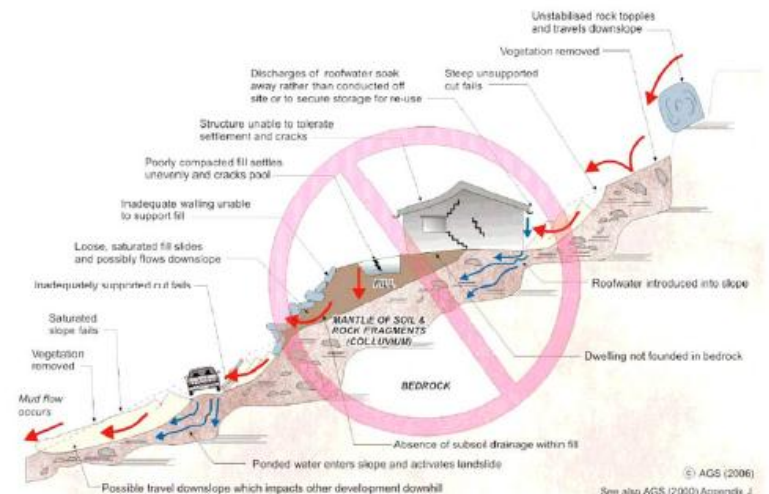 Unstabilised rock topples
and travels downslope
Vegetation removed
Discharges of roofwater soak
away rather than conducted off
site or to secure storage for re-use
Steep unsupported
cut fails
Structure unable to tolerate
settlement and cracks
Poorly compacted fill settles
unevenly and cracks pool
Inadequate walling unable
to support fill
Loose, saturated fill slides
and possibly flows downslope
Inadequately supported cut fails
Roofwater introduced into slope
FILL
Saturated
slope fails
MANTLE OF SOIL &
ROCK FRAGMENTS
(COLLUVIUM)
Vegetation
removed
Dwelling not founded in bedrock
BEDROCK
Mud flow
occurs
Absence of subsoil drainage within fill
Ponded water enters slope and activates landslide
© AGS (2006)
Possible travel downslope which impacts other development downhill
See also AGS (2000) Appendix J